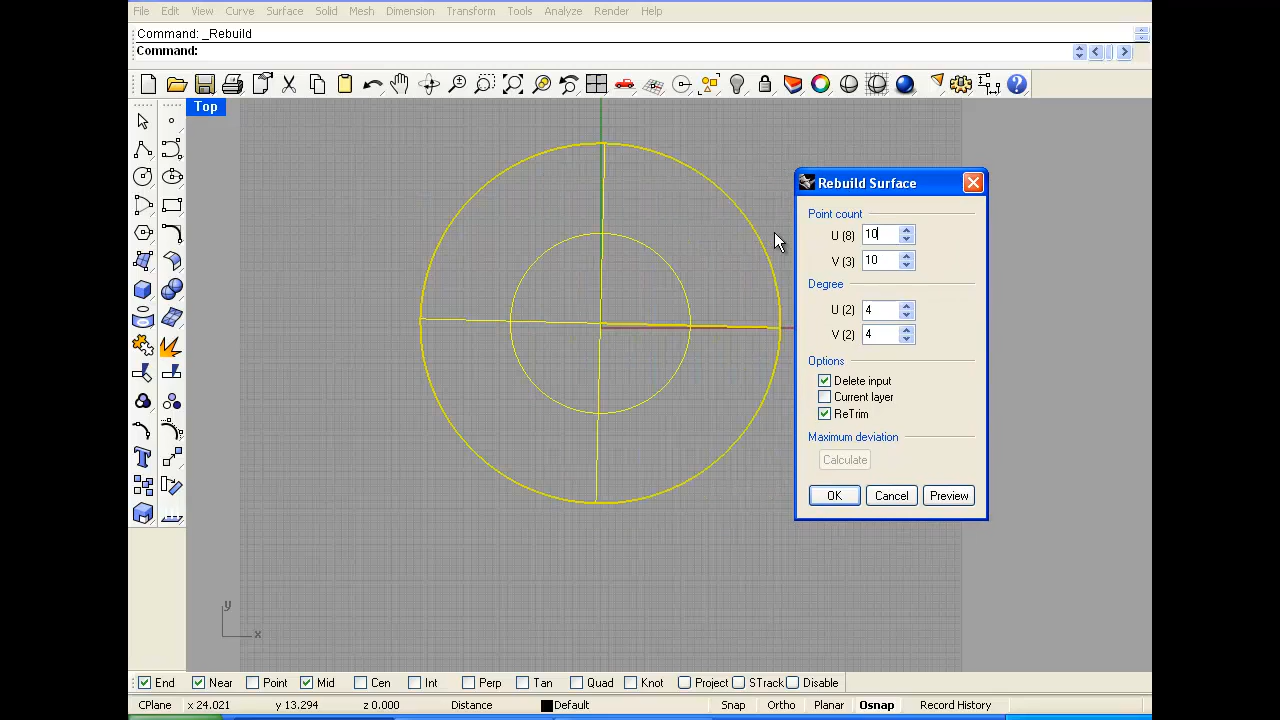 File Edit View Curve Surface Solid Mesh Dimension Transform Tools Analyze Render Help
Command: _Rebuild
Command:
Top
Rebuild Surface
Point count
U (8) 10
V (3) 10
Degree
U (2) 4
V (2) 4
Options
Delete input
Current layer
ReTrim
Maximum deviation
Calculate
OK Cancel Preview
y
x
End Near Point Mid Cen Int Perp Tan Quad Knot Project STrack Disable
CPlane x 24.021 y 13.294 z 0.000 distance Default Snap Ortho Planar Osnap Record History